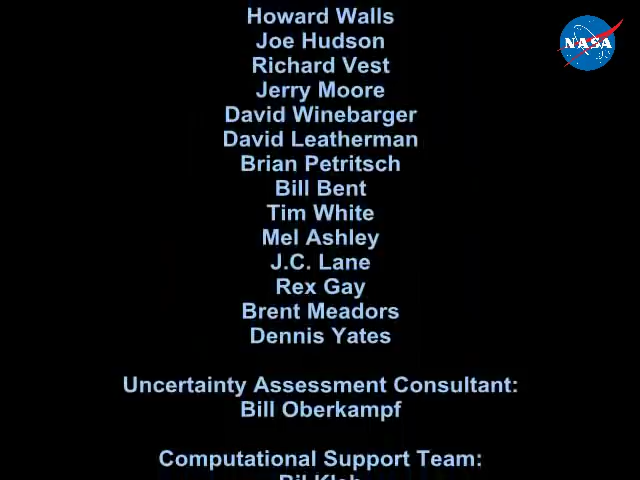 Howard Walls
Joe Hudson
Richard Vest
Jerry Moore
David Winebarger
David Leatherman
Brian Petritsch
Bill Bent
Tim White
Mel Ashley
J.C. Lane
Rex Gay
Brent Meadors
Dennis Yates
Uncertainty Assessment Consultant:
Bill Oberkampf
Computational Support Team:
NASA